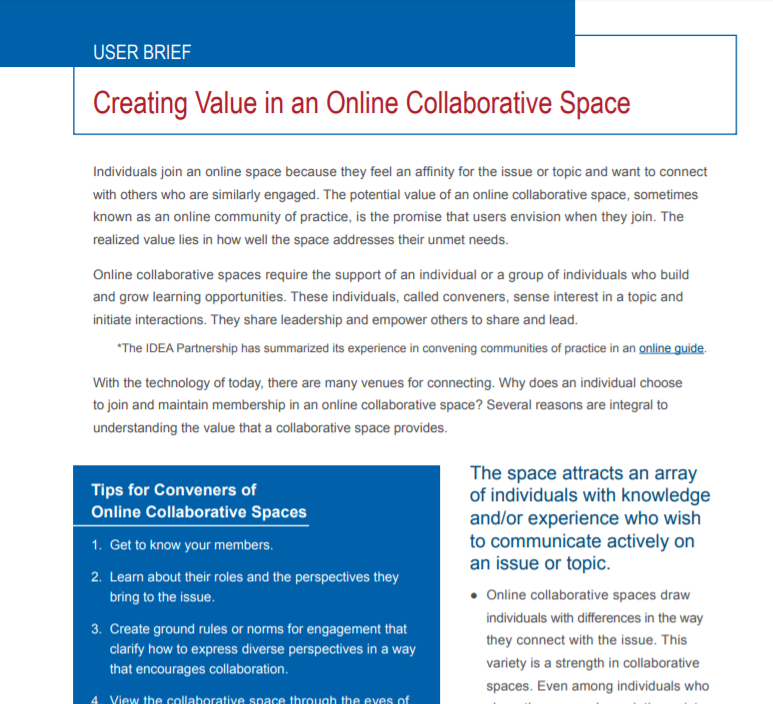 USER BRIEF
Creating Value in an Online Collaborative Space
Individuals join an online space because they feel an affinity for the issue or topic and want to connect
with others who are similarly engaged. The potential value of an online collaborative space, sometimes
known as an online community of practice, is the promise that users envision when they join. The
realized value lies in how well the space addresses their unmet needs.
Online collaborative spaces require the support of an individual or a group of individuals who build
and grow learning opportunities. These individuals, called conveners, sense interest in a topic and
initiate interactions. They share leadership and empower others to share and lead.
*The IDEA Partnership has summarized its experience in convening communities of practice in an online guide.
With the technology of today, there are many venues for connecting. Why does an individual choose
to join and maintain membership in an online collaborative space? Several reasons are integral to
understanding the value that a collaborative space provides.
Tips for Conveners of
Online Collaborative Spaces
1. Get to know your members.
2. Learn about their roles and the perspectives they
bring to the issue.
3. Create ground rules or norms for engagement that
clarify how to express diverse perspectives in a way
that encourages collaboration.
4. View the collaborative space through the eyes of
The space attracts an array
of individuals with knowledge
and/or experience who wish
to communicate actively on
an issue or topic.
• Online collaborative spaces draw
individuals with differences in the way
they connect with the issue. This
variety is a strength in collaborative
spaces. Even among individuals who